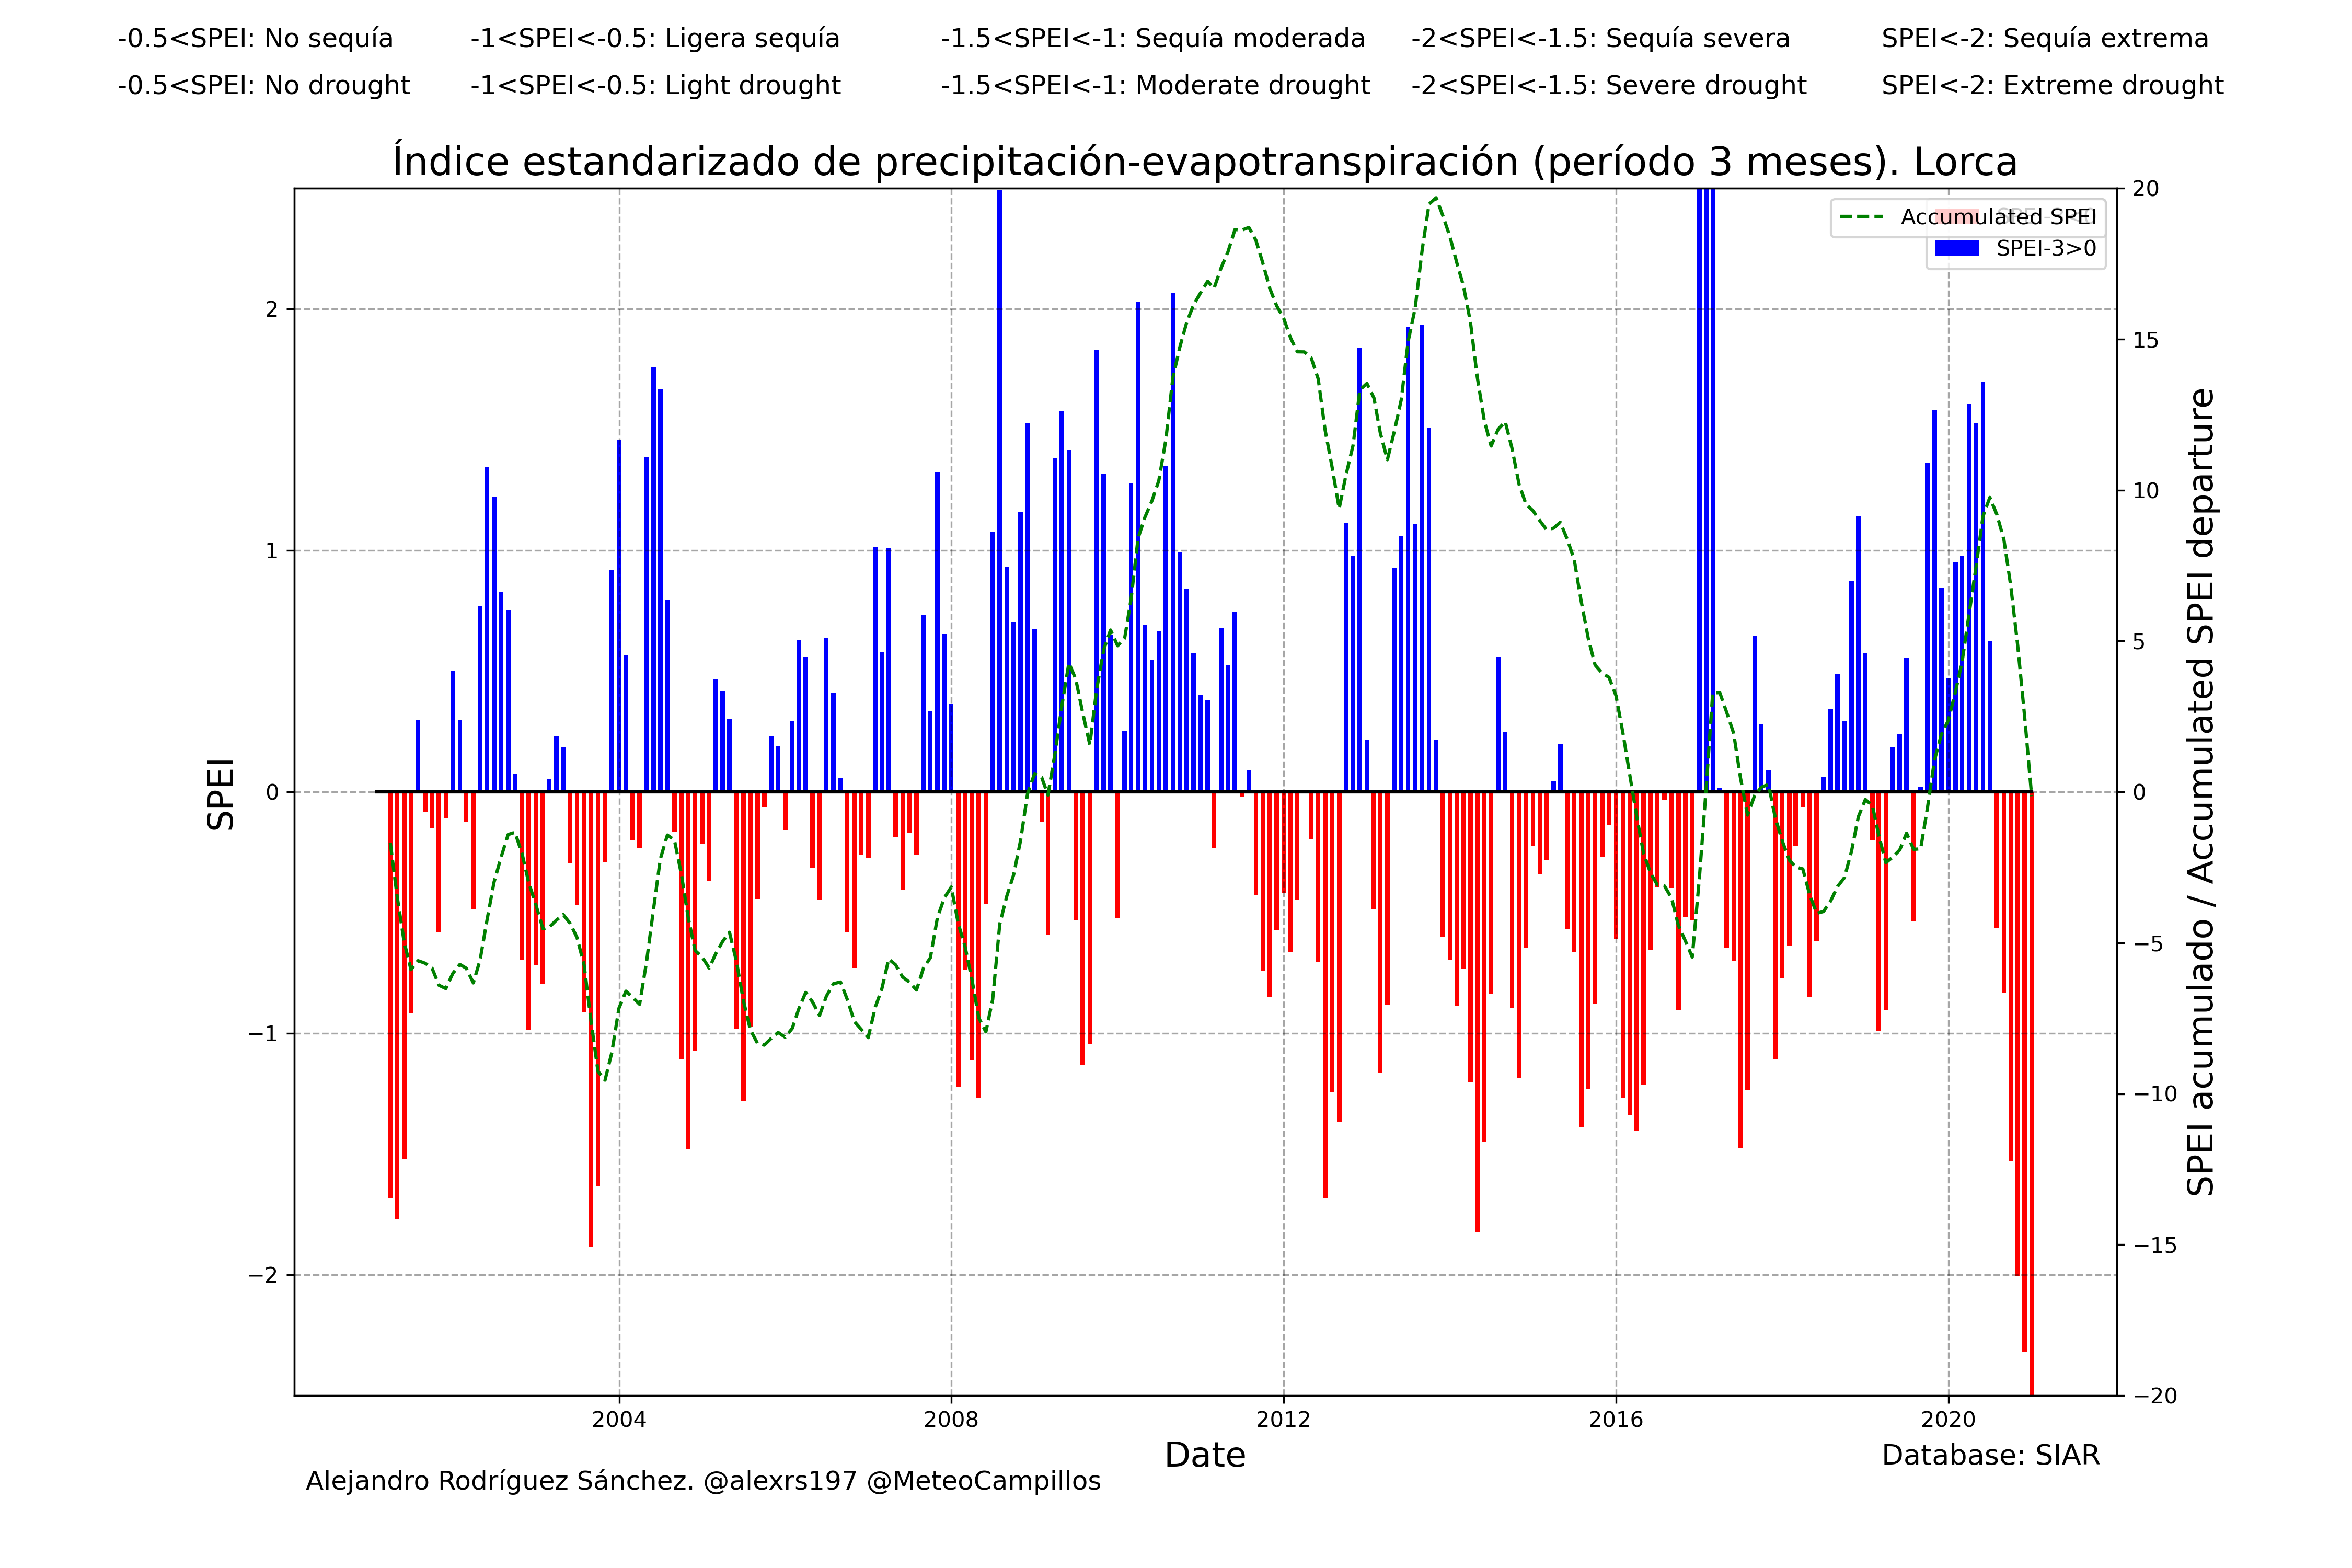 -0.5<SPEI: No sequía -1<SPEI<-0.5: Ligera sequía -1.5<SPEI<-1: Sequía moderada -2<SPEI<-1.5: Sequía severa SPEI<-2: Sequía extrema
-0.5<SPEI: No drought -1<SPEI<-0.5: Light drought -1.5<SPEI<-1: Moderate drought -2<SPEI<-1.5: Severe drought SPEI<-2: Extreme drought
Índice estandarizado de precipitación-evapotranspiración (período 3 meses). Lorca
Accumulated SPEI
SPEI-3>0
SPEI
2
1
0
−1
−2
20
15
10
5
0
−5
−10
−15
−20
SPEI acumulado / Accumulated SPEI departure
2004 2008 2012 2016 2020
Date
Database: SIAR
Alejandro Rodríguez Sánchez. @alexrs197 @MeteoCampillos